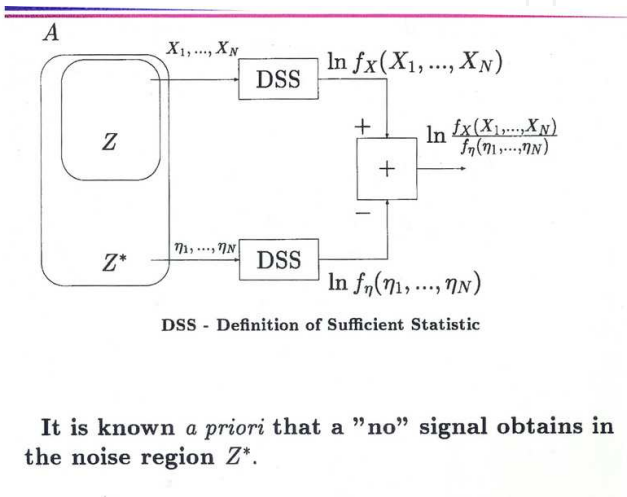 A
X₁, ..., X_N
ln f_X(X₁, ..., X_N)
DSS
+
ln f_X(X₁,...,X_N)
f_η(η₁,...,η_N)
Z
+
−
η₁, ..., η_N
Z*
DSS
ln f_η(η₁, ..., η_N)
DSS - Definition of Sufficient Statistic
It is known a priori that a ”no” signal obtains in
the noise region Z*.